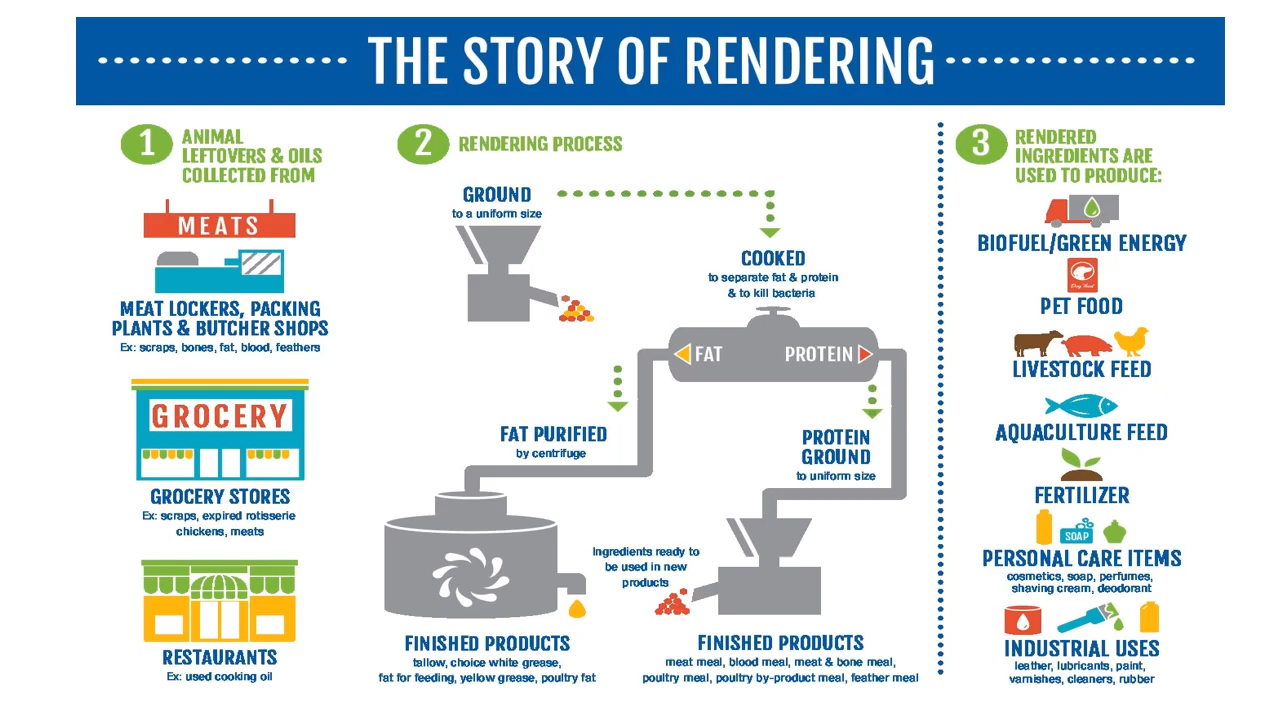 THE STORY OF RENDERING
1
ANIMAL
LEFTOVERS & OILS
COLLECTED FROM
MEATS
MEAT LOCKERS, PACKING
PLANTS & BUTCHER SHOPS
Ex: scraps, bones, fat, blood, feathers
GROCERY
GROCERY STORES
Ex: scraps, expired rotisserie
chickens, meats
RESTAURANTS
Ex: used cooking oil
2
RENDERING PROCESS
GROUND
to a uniform size
COOKED
to separate fat & protein
& to kill bacteria
FAT
PROTEIN
FAT PURIFIED
by centrifuge
PROTEIN
GROUND
to uniform size
Ingredients ready to
be used in new
products
FINISHED PRODUCTS
tallow, choice white grease,
fat for feeding, yellow grease, poultry fat
FINISHED PRODUCTS
meat meal, blood meal, meat & bone meal,
poultry meal, poultry by-product meal, feather meal
3
RENDERED
INGREDIENTS ARE
USED TO PRODUCE:
BIOFUEL/GREEN ENERGY
PET FOOD
LIVESTOCK FEED
AQUACULTURE FEED
FERTILIZER
SOAP
PERSONAL CARE ITEMS
cosmetics, soap, perfumes,
shaving cream, deodorant
INDUSTRIAL USES
leather, lubricants, paint,
varnishes, cleaners, rubber